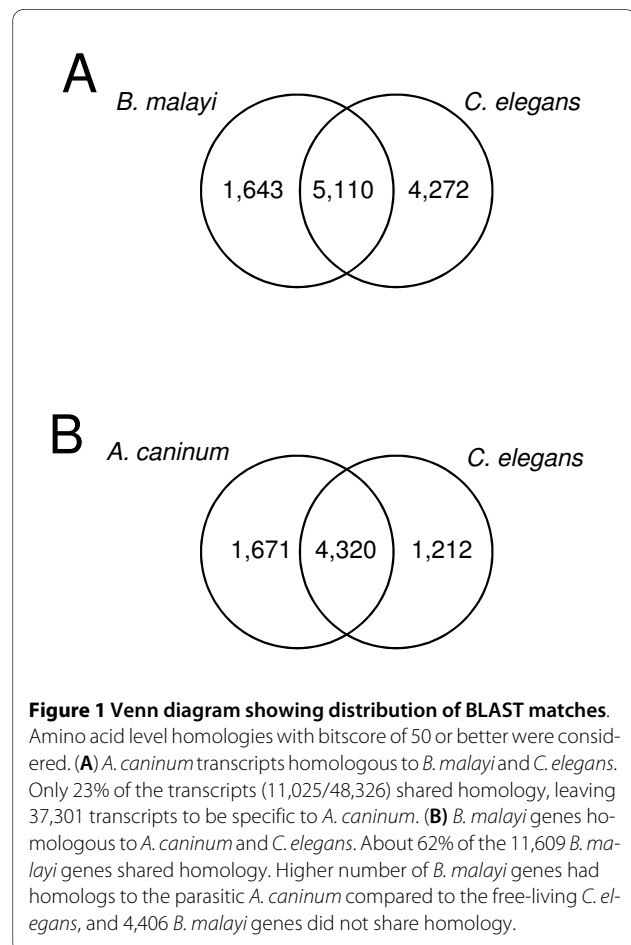 A
B. malayi
C. elegans
1,643 5,110 4,272
B
A. caninum
C. elegans
1,671 4,320 1,212
Figure 1 Venn diagram showing distribution of BLAST matches.
Amino acid level homologies with bitscore of 50 or better were consid-
ered. (A) A. caninum transcripts homologous to B. malayi and C. elegans.
Only 23% of the transcripts (11,025/48,326) shared homology, leaving
37,301 transcripts to be specific to A. caninum. (B) B. malayi genes ho-
mologous to A. caninum and C. elegans. About 62% of the 11,609 B. ma-
layi genes shared homology. Higher number of B. malayi genes had
homologs to the parasitic A. caninum compared to the free-living C. el-
egans, and 4,406 B. malayi genes did not share homology.